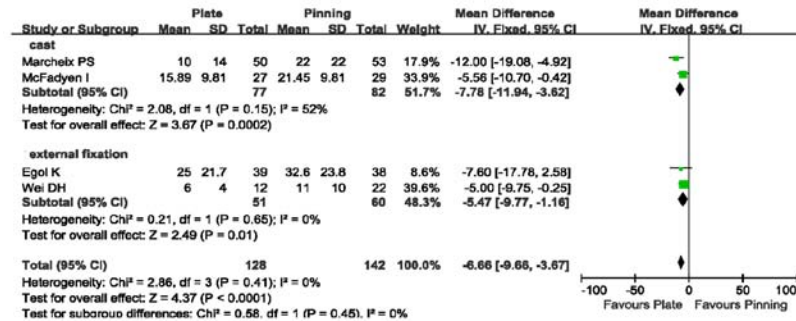 Plate Pinning Mean Difference Mean Difference
Study or Subgroup Mean SD Total Mean SD Total Weight IV, Fixed, 95% CI IV, Fixed, 95% CI
cast
Marcheix PS 10 14 50 22 22 53 17.9% -12.00 [-19.08, -4.92]
McFadyen I 15.89 9.81 27 21.45 9.81 29 33.9% -5.56 [-10.70, -0.42]
Subtotal (95% CI) 77 82 51.7% -7.78 [-11.94, -3.62]
Heterogeneity: Chi² = 2.08, df = 1 (P = 0.15); I² = 52%
Test for overall effect: Z = 3.67 (P = 0.0002)
external fixation
Egol K 25 21.7 39 32.6 23.8 38 8.6% -7.60 [-17.78, 2.58]
Wei DH 6 4 12 11 10 22 39.6% -5.00 [-9.75, -0.25]
Subtotal (95% CI) 51 60 48.3% -5.47 [-9.77, -1.16]
Heterogeneity: Chi² = 0.21, df = 1 (P = 0.65); I² = 0%
Test for overall effect: Z = 2.49 (P = 0.01)
Total (95% CI) 128 142 100.0% -6.66 [-9.66, -3.67]
Heterogeneity: Chi² = 2.86, df = 3 (P = 0.41); I² = 0%
Test for overall effect: Z = 4.37 (P < 0.0001)
Test for subgroup differences: Chi² = 0.58, df = 1 (P = 0.45), I² = 0%
-100 -50 0 50 100
Favours Plate Favours Pinning